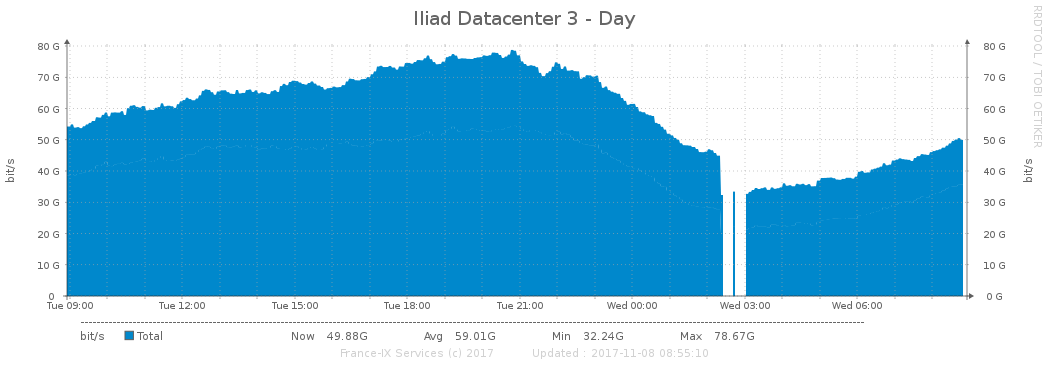 Iliad Datacenter 3 - Day
RRDTOOL / TOBI OETIKER
80 G 80 G
70 G 70 G
60 G 60 G
50 G 50 G
40 G 40 G
30 G 30 G
20 G 20 G
10 G 10 G
0 0 G
bit/s bit/s
Tue 09:00 Tue 12:00 Tue 15:00 Tue 18:00 Tue 21:00 Wed 00:00 Wed 03:00 Wed 06:00
bit/s Total Now 49.88G Avg 59.01G Min 32.24G Max 78.67G
France-IX Services (c) 2017 Updated : 2017-11-08 08:55:10